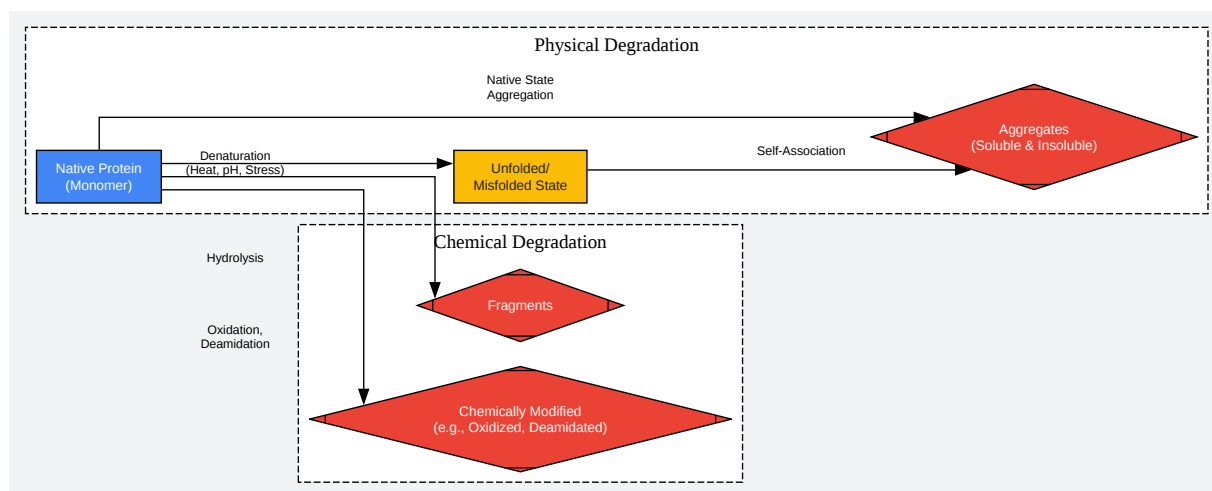 Physical Degradation
Native State
Aggregation
Aggregates
(Soluble & Insoluble)
Native Protein
(Monomer)
Denaturation
(Heat, pH, Stress)
Unfolded/
Misfolded State
Self-Association
Chemical Degradation
Hydrolysis
Fragments
Oxidation,
Deamidation
Chemically Modified
(e.g., Oxidized, Deamidated)